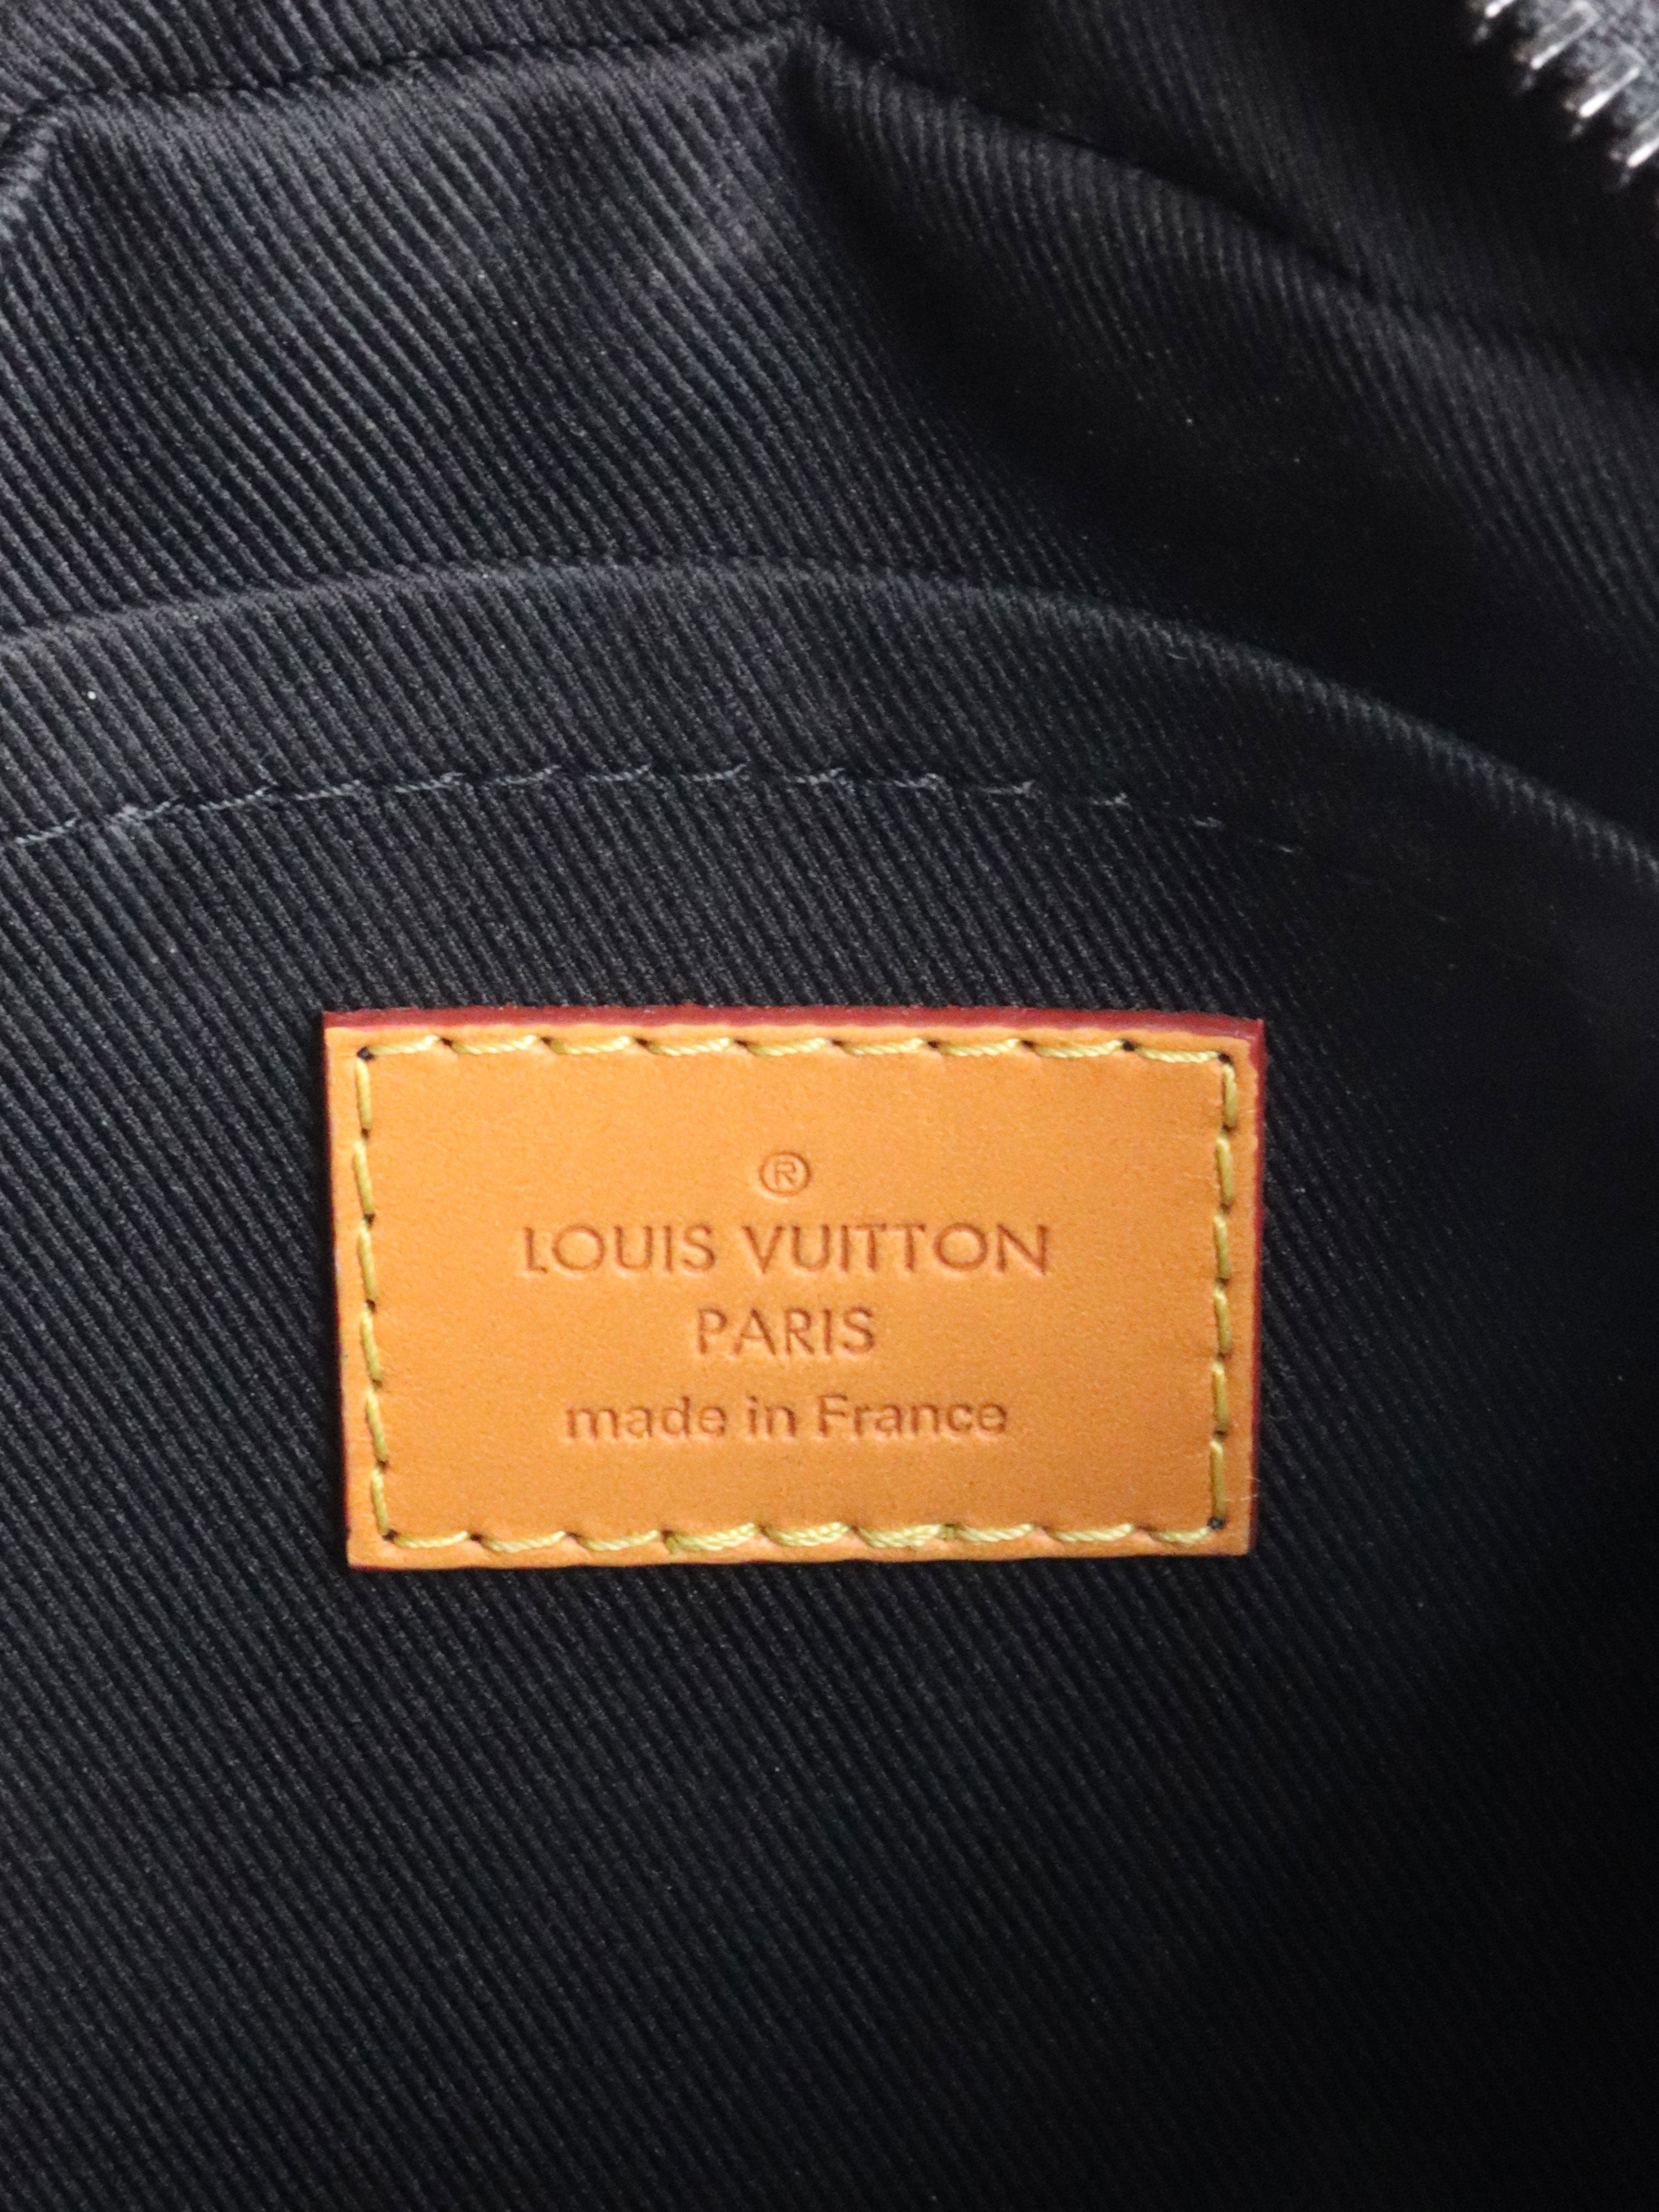 ®
LOUIS VUITTON
PARIS
made in France